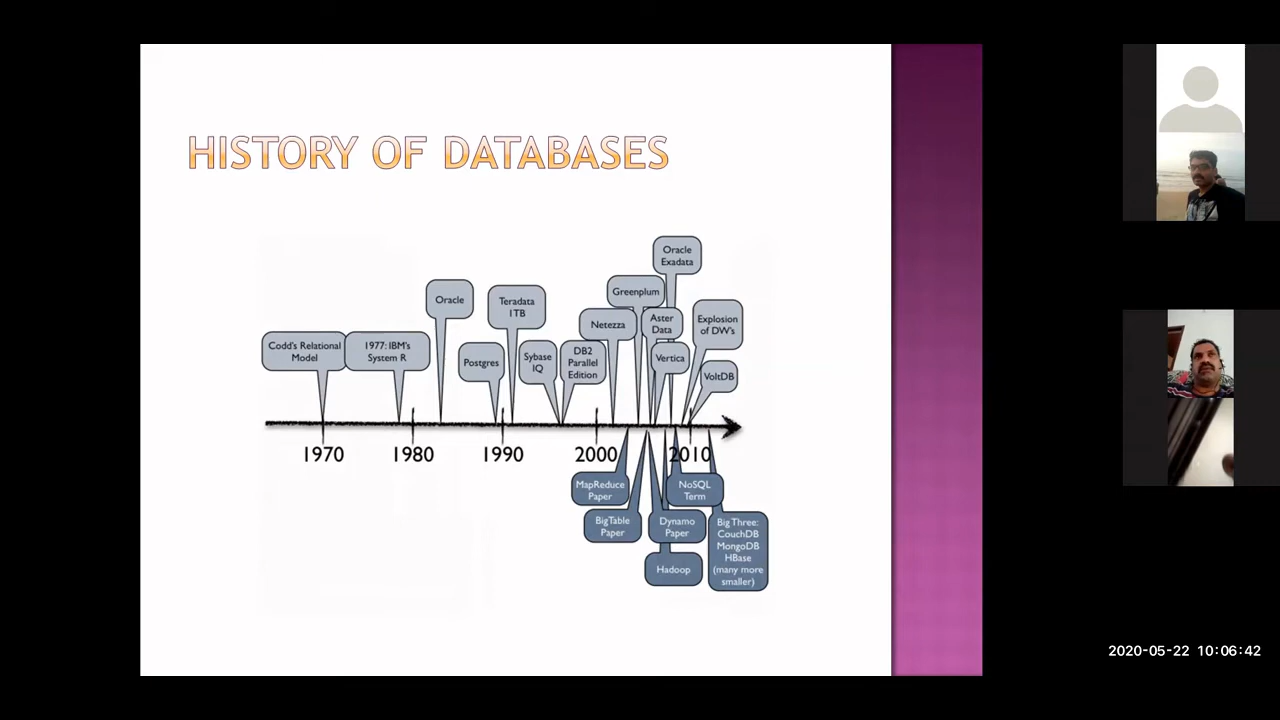 HISTORY OF DATABASES
Oracle
Exadata
Oracle
Teradata
1TB
Greenplum
Netezza
Aster
Data
Explosion
of DW's
Codd's Relational
Model
1977: IBM's
System R
Postgres
Sybase
IQ
DB2
Parallel
Edition
Vertica
VoltDB
1970
1980
1990
2000
2010
MapReduce
Paper
NoSQL
Term
BigTable
Paper
Dynamo
Paper
Big Three:
CouchDB
MongoDB
HBase
(many more
smaller)
Hadoop
2020-05-22 10:06:42